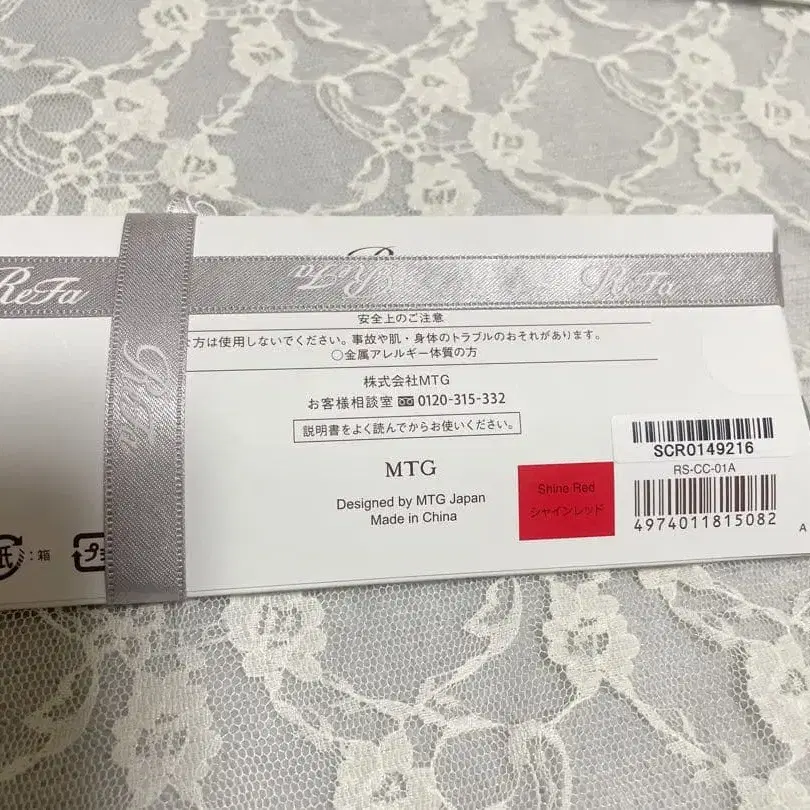 ReFa
ReFa
ReFa
ReFa
安全上のご注意
な方は使用しないでください。事故や肌・身体のトラブルのおそれがあります。
○金属アレルギー体質の方
株式会社MTG
お客様相談室 0120-315-332
説明書をよく読んでからお使いください。
MTG
Designed by MTG Japan
Made in China
Shine Red
シャインレッド
SCR0149216
RS-CC-01A
4974011815082
A
紙
:箱
プ